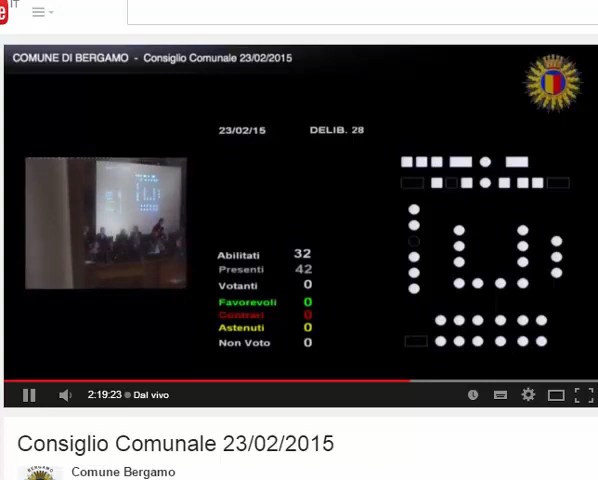 IT
COMUNE DI BERGAMO - Consiglio Comunale 23/02/2015
23/02/15 DELIB. 28
Abilitati 32
Presenti 42
Votanti 0
Favorevoli 0
Contrari 0
Astenuti 0
Non Voto 0
2:19:23 Dal vivo
Consiglio Comunale 23/02/2015
BERGAMO
Comune Bergamo